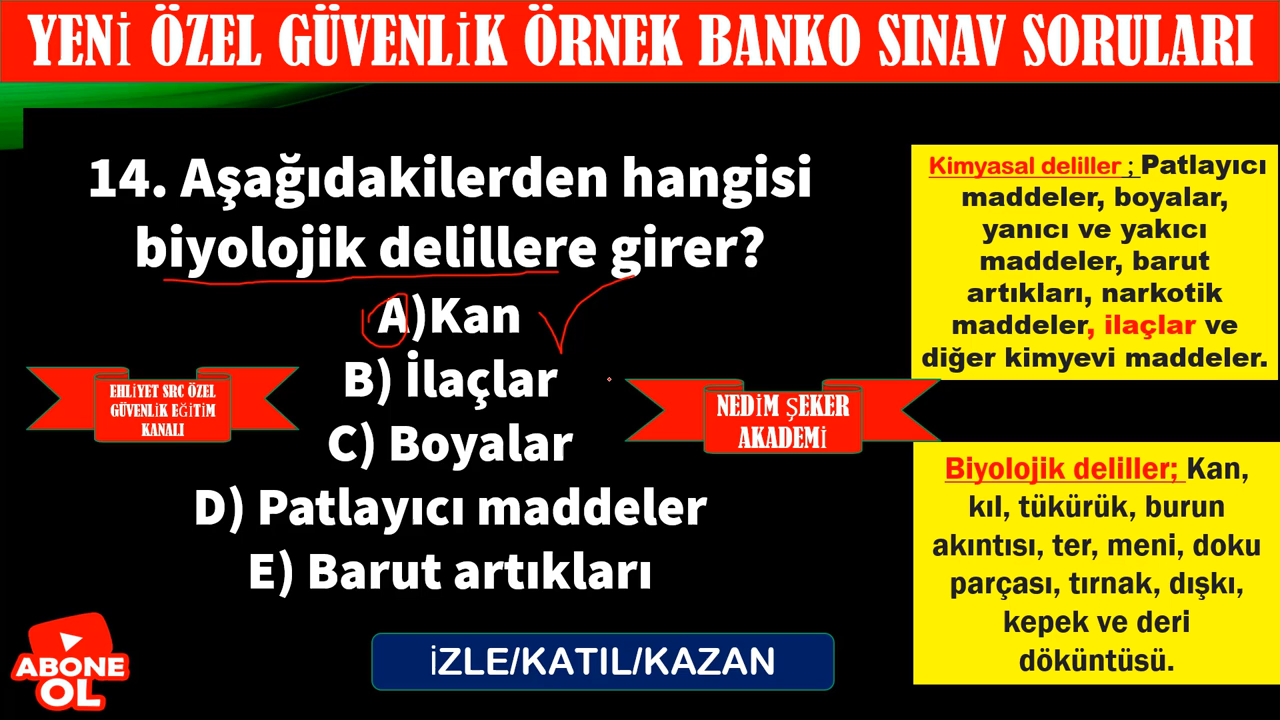 YENİ ÖZEL GÜVENLİK ÖRNEK BANKO SINAV SORULARI
14. Aşağıdakilerden hangisi
biyolojik delillere girer?
A)Kan
B) İlaçlar
C) Boyalar
D) Patlayıcı maddeler
E) Barut artıkları
EHLİYET SRC ÖZEL
GÜVENLİK EĞİTİM
KANALI
NEDİM ŞEKER
AKADEMİ
Kimyasal deliller ; Patlayıcı
maddeler, boyalar,
yanıcı ve yakıcı
maddeler, barut
artıkları, narkotik
maddeler, ilaçlar ve
diğer kimyevi maddeler.
Biyolojik deliller; Kan,
kıl, tükürük, burun
akıntısı, ter, meni, doku
parçası, tırnak, dışkı,
kepek ve deri
döküntüsü.
ABONE
OL
İZLE/KATIL/KAZAN